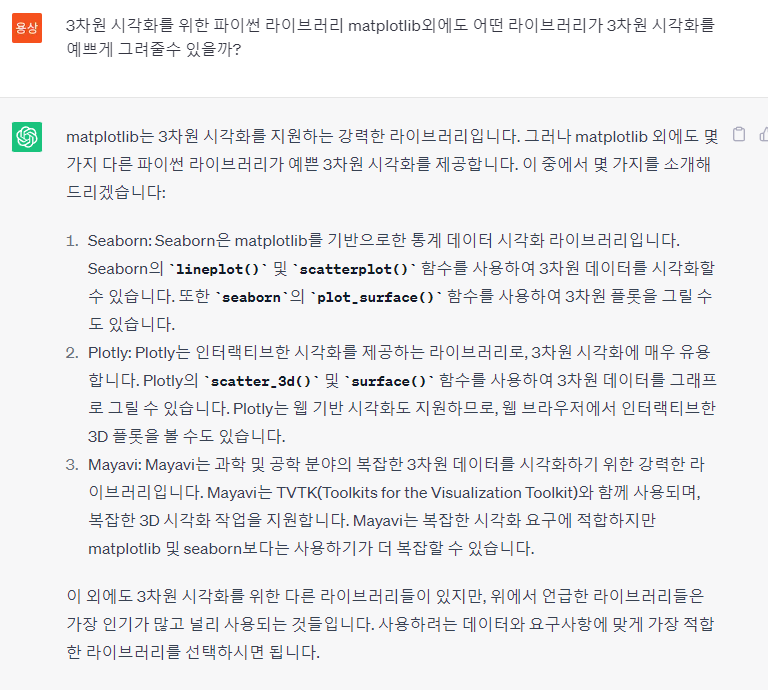 용상
3차원 시각화를 위한 파이썬 라이브러리 matplotlib외에도 어떤 라이브러리가 3차원 시각화를
예쁘게 그려줄수 있을까?
matplotlib는 3차원 시각화를 지원하는 강력한 라이브러리입니다. 그러나 matplotlib 외에도 몇
가지 다른 파이썬 라이브러리가 예쁜 3차원 시각화를 제공합니다. 이 중에서 몇 가지를 소개해
드리겠습니다:
1. Seaborn: Seaborn은 matplotlib를 기반으로한 통계 데이터 시각화 라이브러리입니다.
Seaborn의 `lineplot()` 및 `scatterplot()` 함수를 사용하여 3차원 데이터를 시각화할
수 있습니다. 또한 `seaborn`의 `plot_surface()` 함수를 사용하여 3차원 플롯을 그릴 수
도 있습니다.
2. Plotly: Plotly는 인터랙티브한 시각화를 제공하는 라이브러리로, 3차원 시각화에 매우 유용
합니다. Plotly의 `scatter_3d()` 및 `surface()` 함수를 사용하여 3차원 데이터를 그래프
로 그릴 수 있습니다. Plotly는 웹 기반 시각화도 지원하므로, 웹 브라우저에서 인터랙티브한
3D 플롯을 볼 수도 있습니다.
3. Mayavi: Mayavi는 과학 및 공학 분야의 복잡한 3차원 데이터를 시각화하기 위한 강력한 라
이브러리입니다. Mayavi는 TVTK(Toolkits for the Visualization Toolkit)와 함께 사용되며,
복잡한 3D 시각화 작업을 지원합니다. Mayavi는 복잡한 시각화 요구에 적합하지만
matplotlib 및 seaborn보다는 사용하기가 더 복잡할 수 있습니다.
이 외에도 3차원 시각화를 위한 다른 라이브러리들이 있지만, 위에서 언급한 라이브러리들은
가장 인기가 많고 널리 사용되는 것들입니다. 사용하려는 데이터와 요구사항에 맞게 가장 적합
한 라이브러리를 선택하시면 됩니다.